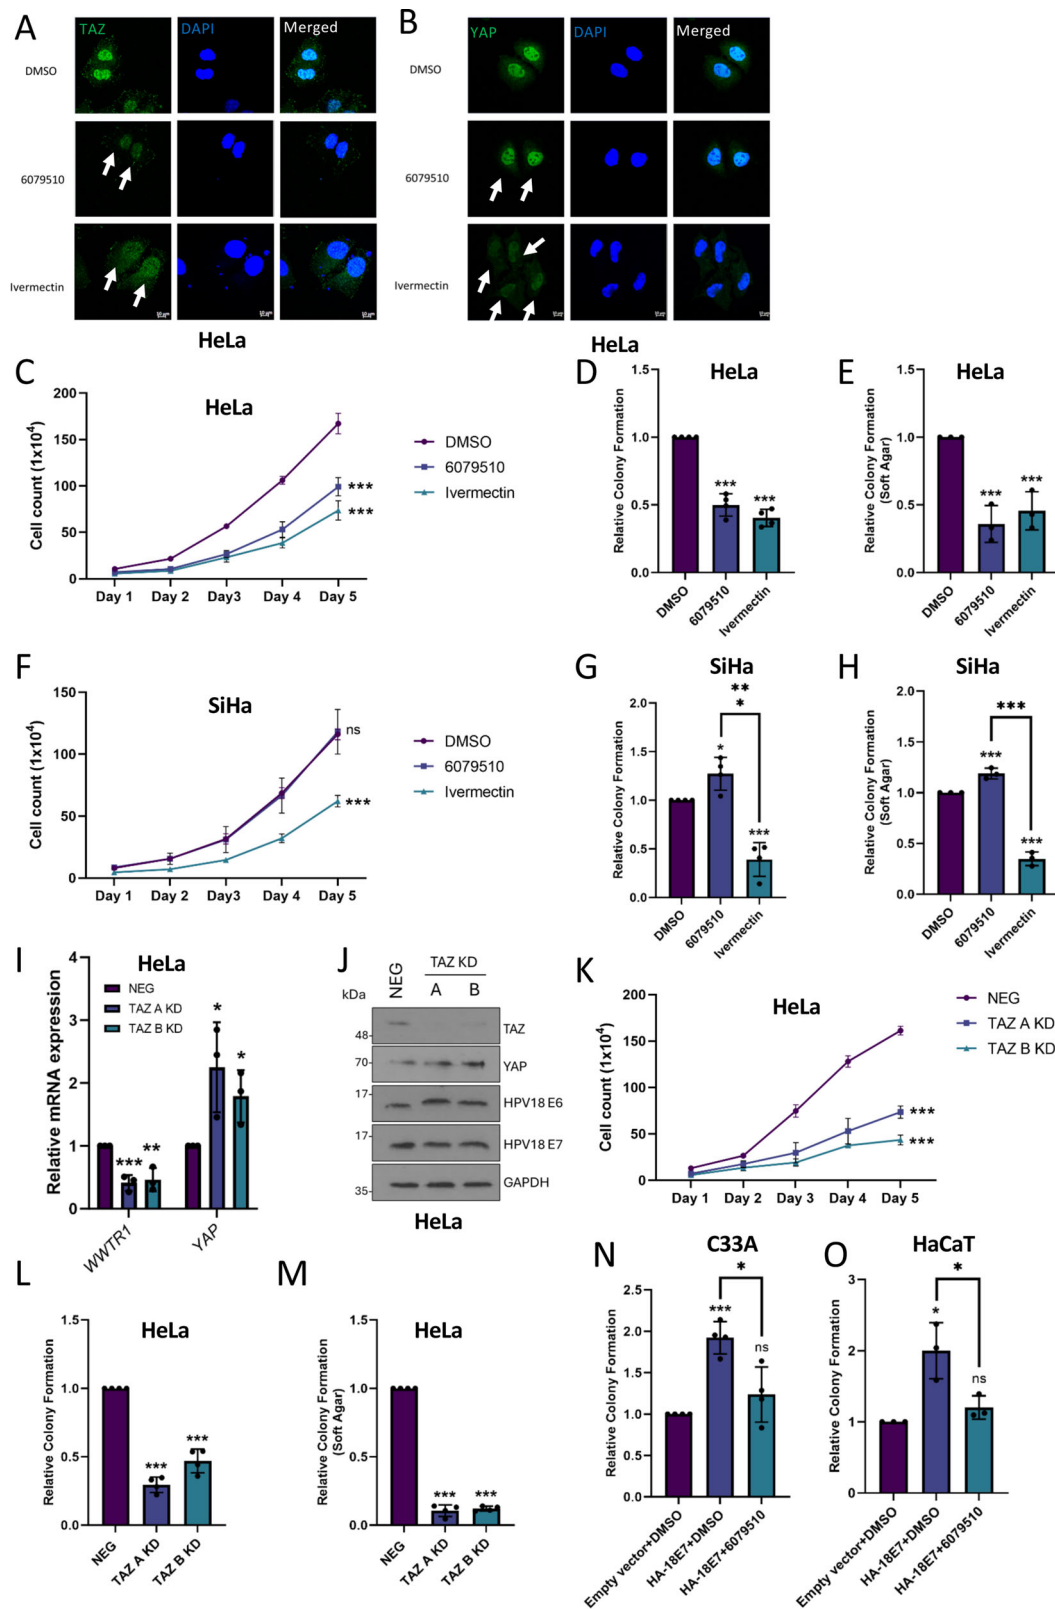 A
TAZ
DAPI
Merged
DMSO
6079510
Ivermectin
HeLa
B
YAP
DAPI
Merged
DMSO
6079510
Ivermectin
HeLa
C
HeLa
Cell count (1x10⁴)
200
150
100
50
0
Day 1
Day 2
Day3
Day 4
Day 5
DMSO
6079510
Ivermectin
***
***
D
HeLa
Relative Colony Formation
1.5
1.0
0.5
0.0
***
***
DMSO
6079510
Ivermectin
E
HeLa
Relative Colony Formation
(Soft Agar)
1.5
1.0
0.5
0.0
***
***
DMSO
6079510
Ivermectin
F
SiHa
Cell count (1x10⁴)
150
100
50
0
Day 1
Day 2
Day3
Day 4
Day 5
ns
***
DMSO
6079510
Ivermectin
G
SiHa
Relative Colony Formation
2.0
1.5
1.0
0.5
0.0
**
*
*
***
DMSO
6079510
Ivermectin
H
SiHa
Relative Colony Formation
(Soft Agar)
2.0
1.5
1.0
0.5
0.0
***
***
***
DMSO
6079510
Ivermectin
I
HeLa
NEG
TAZ A KD
TAZ B KD
Relative mRNA expression
4
3
2
1
0
***
**
*
*
WWTR1
YAP
J
NEG
TAZ KD
A
B
kDa
48-
70-
17-
17-
35-
TAZ
YAP
HPV18 E6
HPV18 E7
GAPDH
HeLa
K
HeLa
Cell count (1x10⁴)
200
150
100
50
0
Day 1
Day 2
Day 3
Day 4
Day 5
NEG
TAZ A KD
TAZ B KD
***
***
L
HeLa
Relative Colony Formation
1.5
1.0
0.5
0.0
***
***
NEG
TAZ A KD
TAZ B KD
M
HeLa
Relative Colony Formation
(Soft Agar)
1.5
1.0
0.5
0.0
***
***
NEG
TAZ A KD
TAZ B KD
N
C33A
Relative Colony Formation
2.5
2.0
1.5
1.0
0.5
0.0
*
***
ns
Empty vector+DMSO
HA-18E7+DMSO
HA-18E7+6079510
O
HaCaT
Relative Colony Formation
3
2
1
0
*
*
ns
Empty vector+DMSO
HA-18E7+DMSO
HA-18E7+6079510